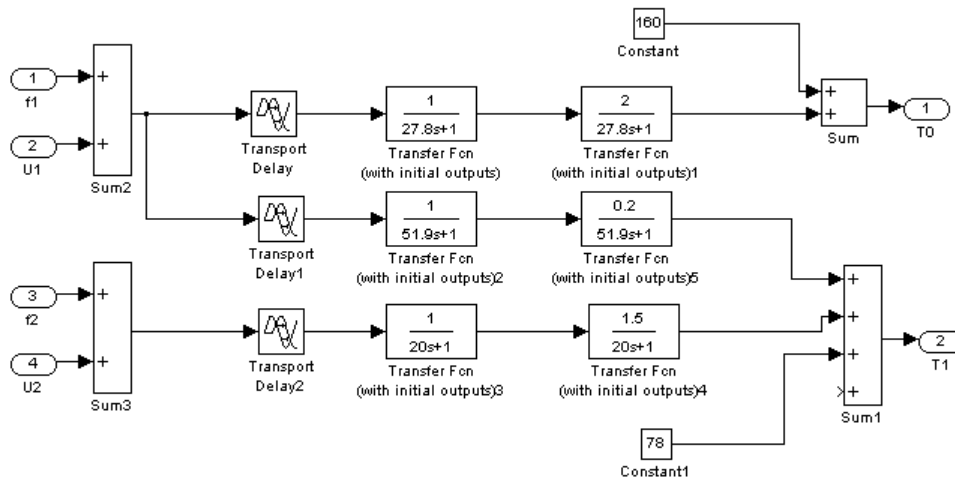 160
Constant
1
f1
+
2
U1
+
Sum2
Transport
Delay
1
27.8s+1
Transfer Fcn
(with initial outputs)
2
27.8s+1
Transfer Fcn
(with initial outputs)1
+
+
Sum
1
T0
Transport
Delay1
1
51.9s+1
Transfer Fcn
(with initial outputs)2
0.2
51.9s+1
Transfer Fcn
(with initial outputs)5
3
f2
+
4
U2
+
Sum3
Transport
Delay2
1
20s+1
Transfer Fcn
(with initial outputs)3
1.5
20s+1
Transfer Fcn
(with initial outputs)4
+
+
+
+
Sum1
2
T1
78
Constant1